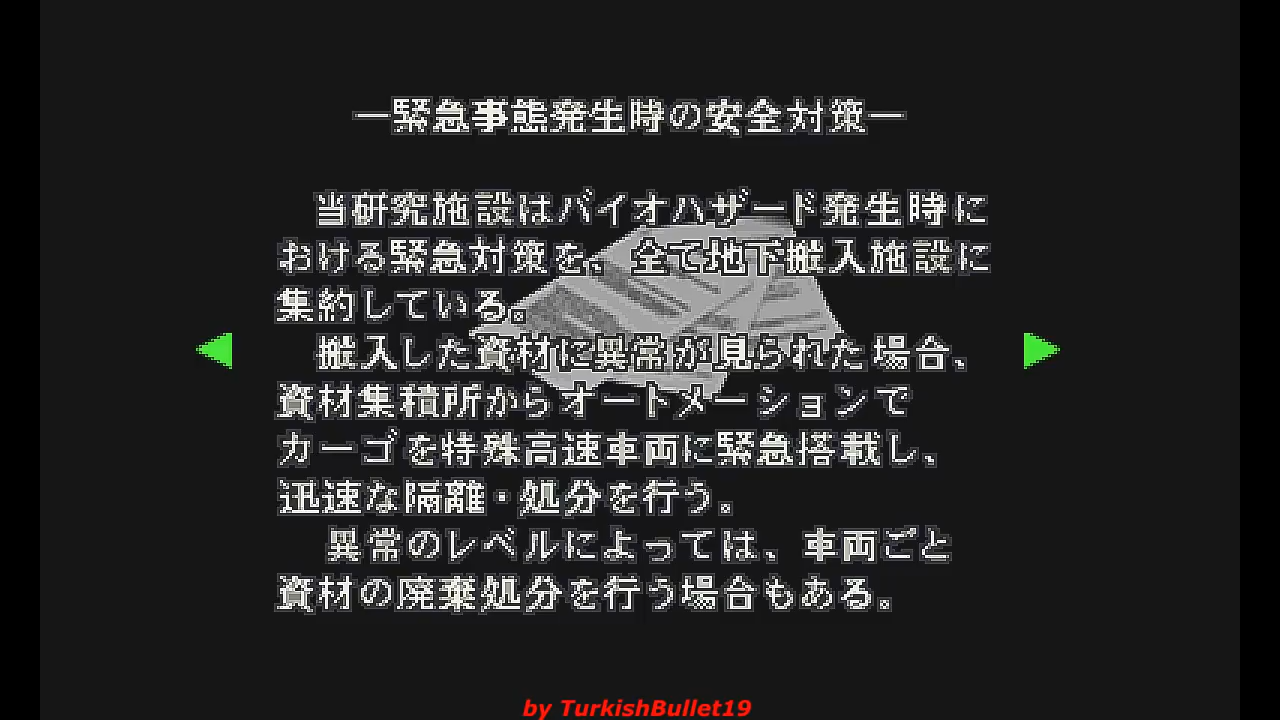 ―緊急事態発生時の安全対策―
当研究施設はバイオハザード発生時に
おける緊急対策を、全て地下搬入施設に
集約している。
搬入した資材に異常が見られた場合、
資材集積所からオートメーションで
カーゴを特殊高速車両に緊急搭載し、
迅速な隔離・処分を行う。
異常のレベルによっては、車両ごと
資材の廃棄処分を行う場合もある。
by TurkishBullet19